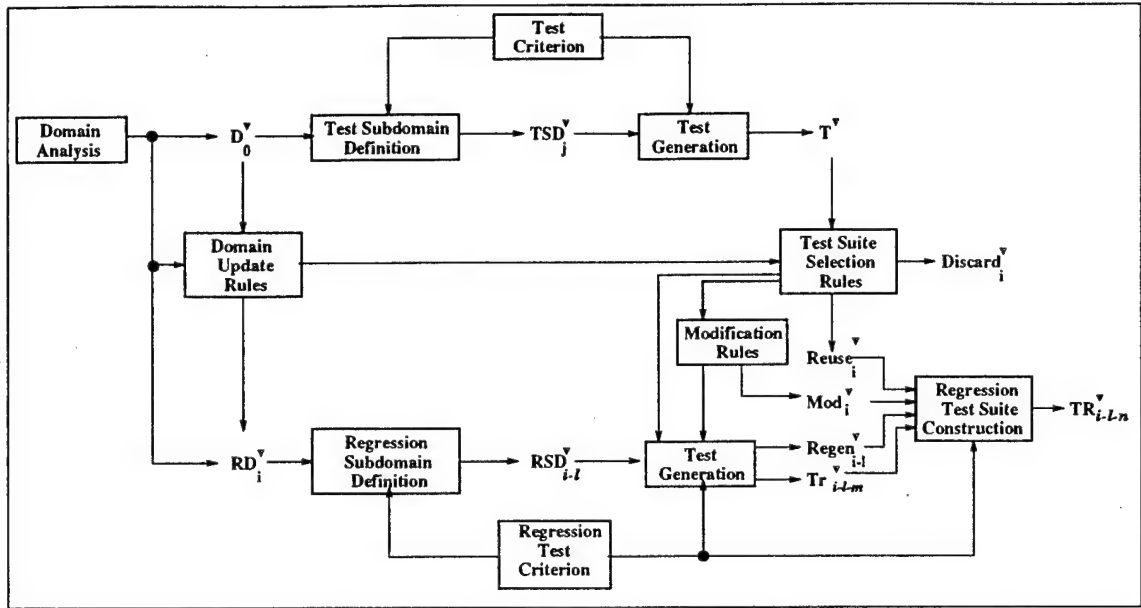 Test
Criterion
Domain
Analysis
D▽0
Test Subdomain
Definition
TSD▽j
Test
Generation
T▽
Domain
Update
Rules
Test Suite
Selection
Rules
Discard▽i
Modification
Rules
Reuse▽i
Mod▽i
Regression
Test Suite
Construction
TR▽i-l-n
RD▽i
Regression
Subdomain
Definition
RSD▽i-l
Test
Generation
Regen▽i-l
Tr▽i-l-m
Regression
Test
Criterion